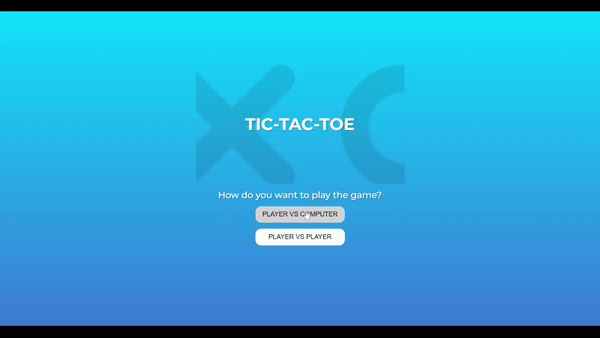 TIC-TAC-TOE
How do you want to play the game?
PLAYER VS COMPUTER
PLAYER VS PLAYER